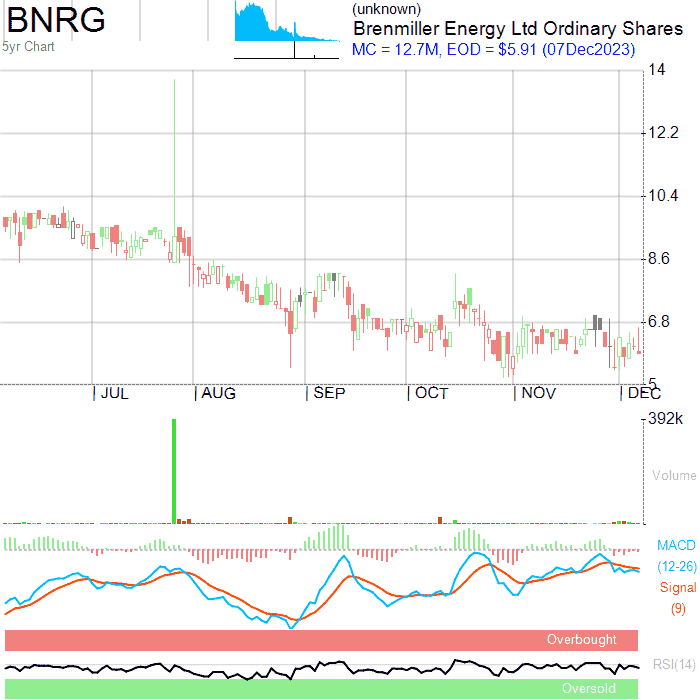 BNRG
5yr Chart
(unknown)
Brenmiller Energy Ltd Ordinary Shares
MC = 12.7M, EOD = $5.91 (07Dec2023)
14
12.2
10.4
8.6
6.8
5
JUL AUG SEP OCT NOV DEC
392k
Volume
MACD
(12-26)
Signal
(9)
Overbought
RSI(14)
Oversold